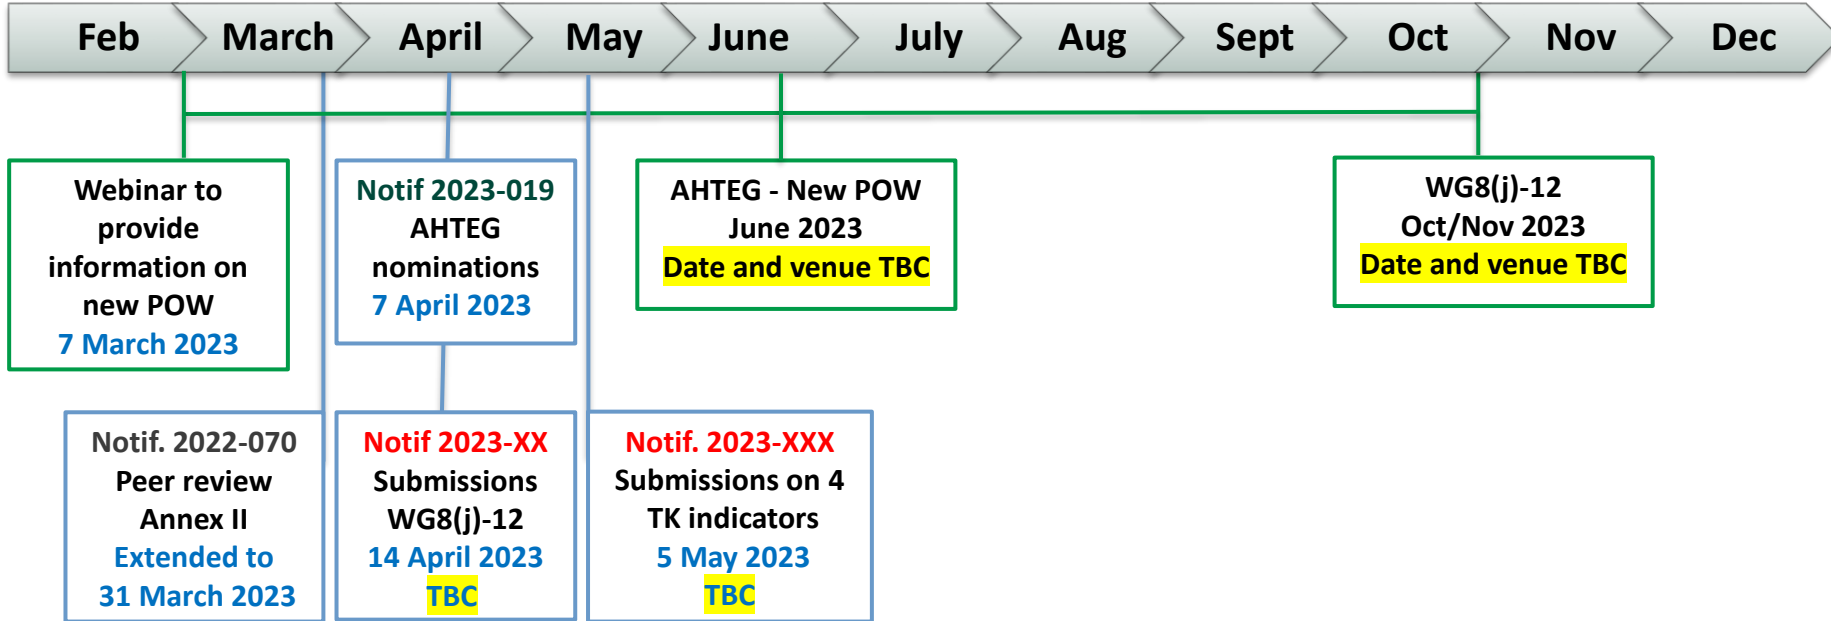 Feb March April May June July Aug Sept Oct Nov Dec
Webinar to
provide
information on
new POW
7 March 2023
Notif 2023-019
AHTEG
nominations
7 April 2023
AHTEG - New POW
June 2023
Date and venue TBC
WG8(j)-12
Oct/Nov 2023
Date and venue TBC
Notif. 2022-070
Peer review
Annex II
Extended to
31 March 2023
Notif 2023-XX
Submissions
WG8(j)-12
14 April 2023
TBC
Notif. 2023-XXX
Submissions on 4
TK indicators
5 May 2023
TBC